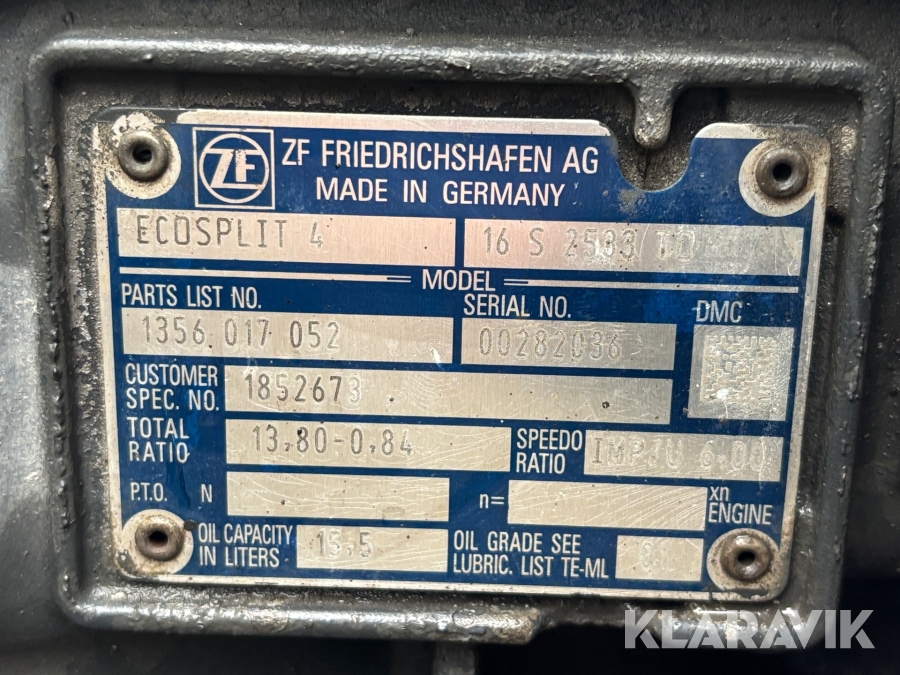 ZF
ZF FRIEDRICHSHAFEN AG
MADE IN GERMANY
ECOSPLIT 4
16 S 2533 TO
MODEL
PARTS LIST NO.
SERIAL NO.
DMC
1356 017 052
00282036
CUSTOMER
SPEC. NO.
1852673
TOTAL
RATIO
13,80-0,84
SPEEDO
RATIO
IMPJU
P.T.O. N
n=
xn
ENGINE
OIL CAPACITY
IN LITERS
15,5
OIL GRADE SEE
LUBRIC. LIST TE-ML
KLARAVIK